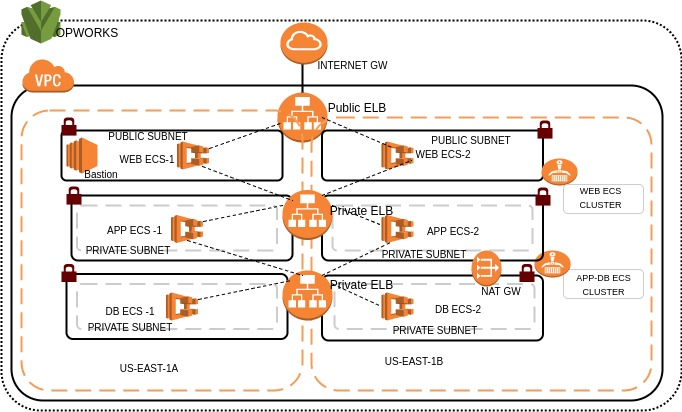 OPWORKS
INTERNET GW
VPC
Public ELB
PUBLIC SUBNET
PUBLIC SUBNET
WEB ECS-1
WEB ECS-2
Bastion
WEB ECS
CLUSTER
Private ELB
APP ECS -1
APP ECS-2
PRIVATE SUBNET
PRIVATE SUBNET
APP-DB ECS
CLUSTER
Private ELB
NAT GW
DB ECS -1
DB ECS-2
PRIVATE SUBNET
PRIVATE SUBNET
US-EAST-1A
US-EAST-1B